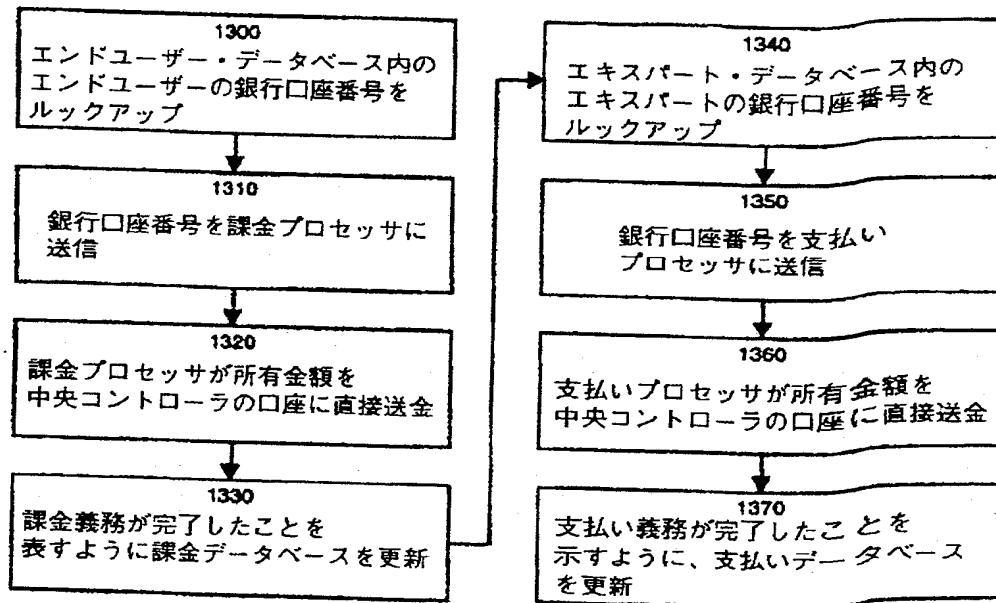 1300
エンドユーザー・データベース内の
エンドユーザーの銀行口座番号を
ルックアップ
1310
銀行口座番号を課金プロセッサに
送信
1320
課金プロセッサが所有金額を
中央コントローラの口座に直接送金
1330
課金義務が完了したことを
表すように課金データベースを更新
1340
エキスパート・データベース内の
エキスパートの銀行口座番号を
ルックアップ
1350
銀行口座番号を支払い
プロセッサに送信
1360
支払いプロセッサが所有金額を
中央コントローラの口座に直接送金
1370
支払い義務が完了したことを
示すように、支払いデータベース
を更新